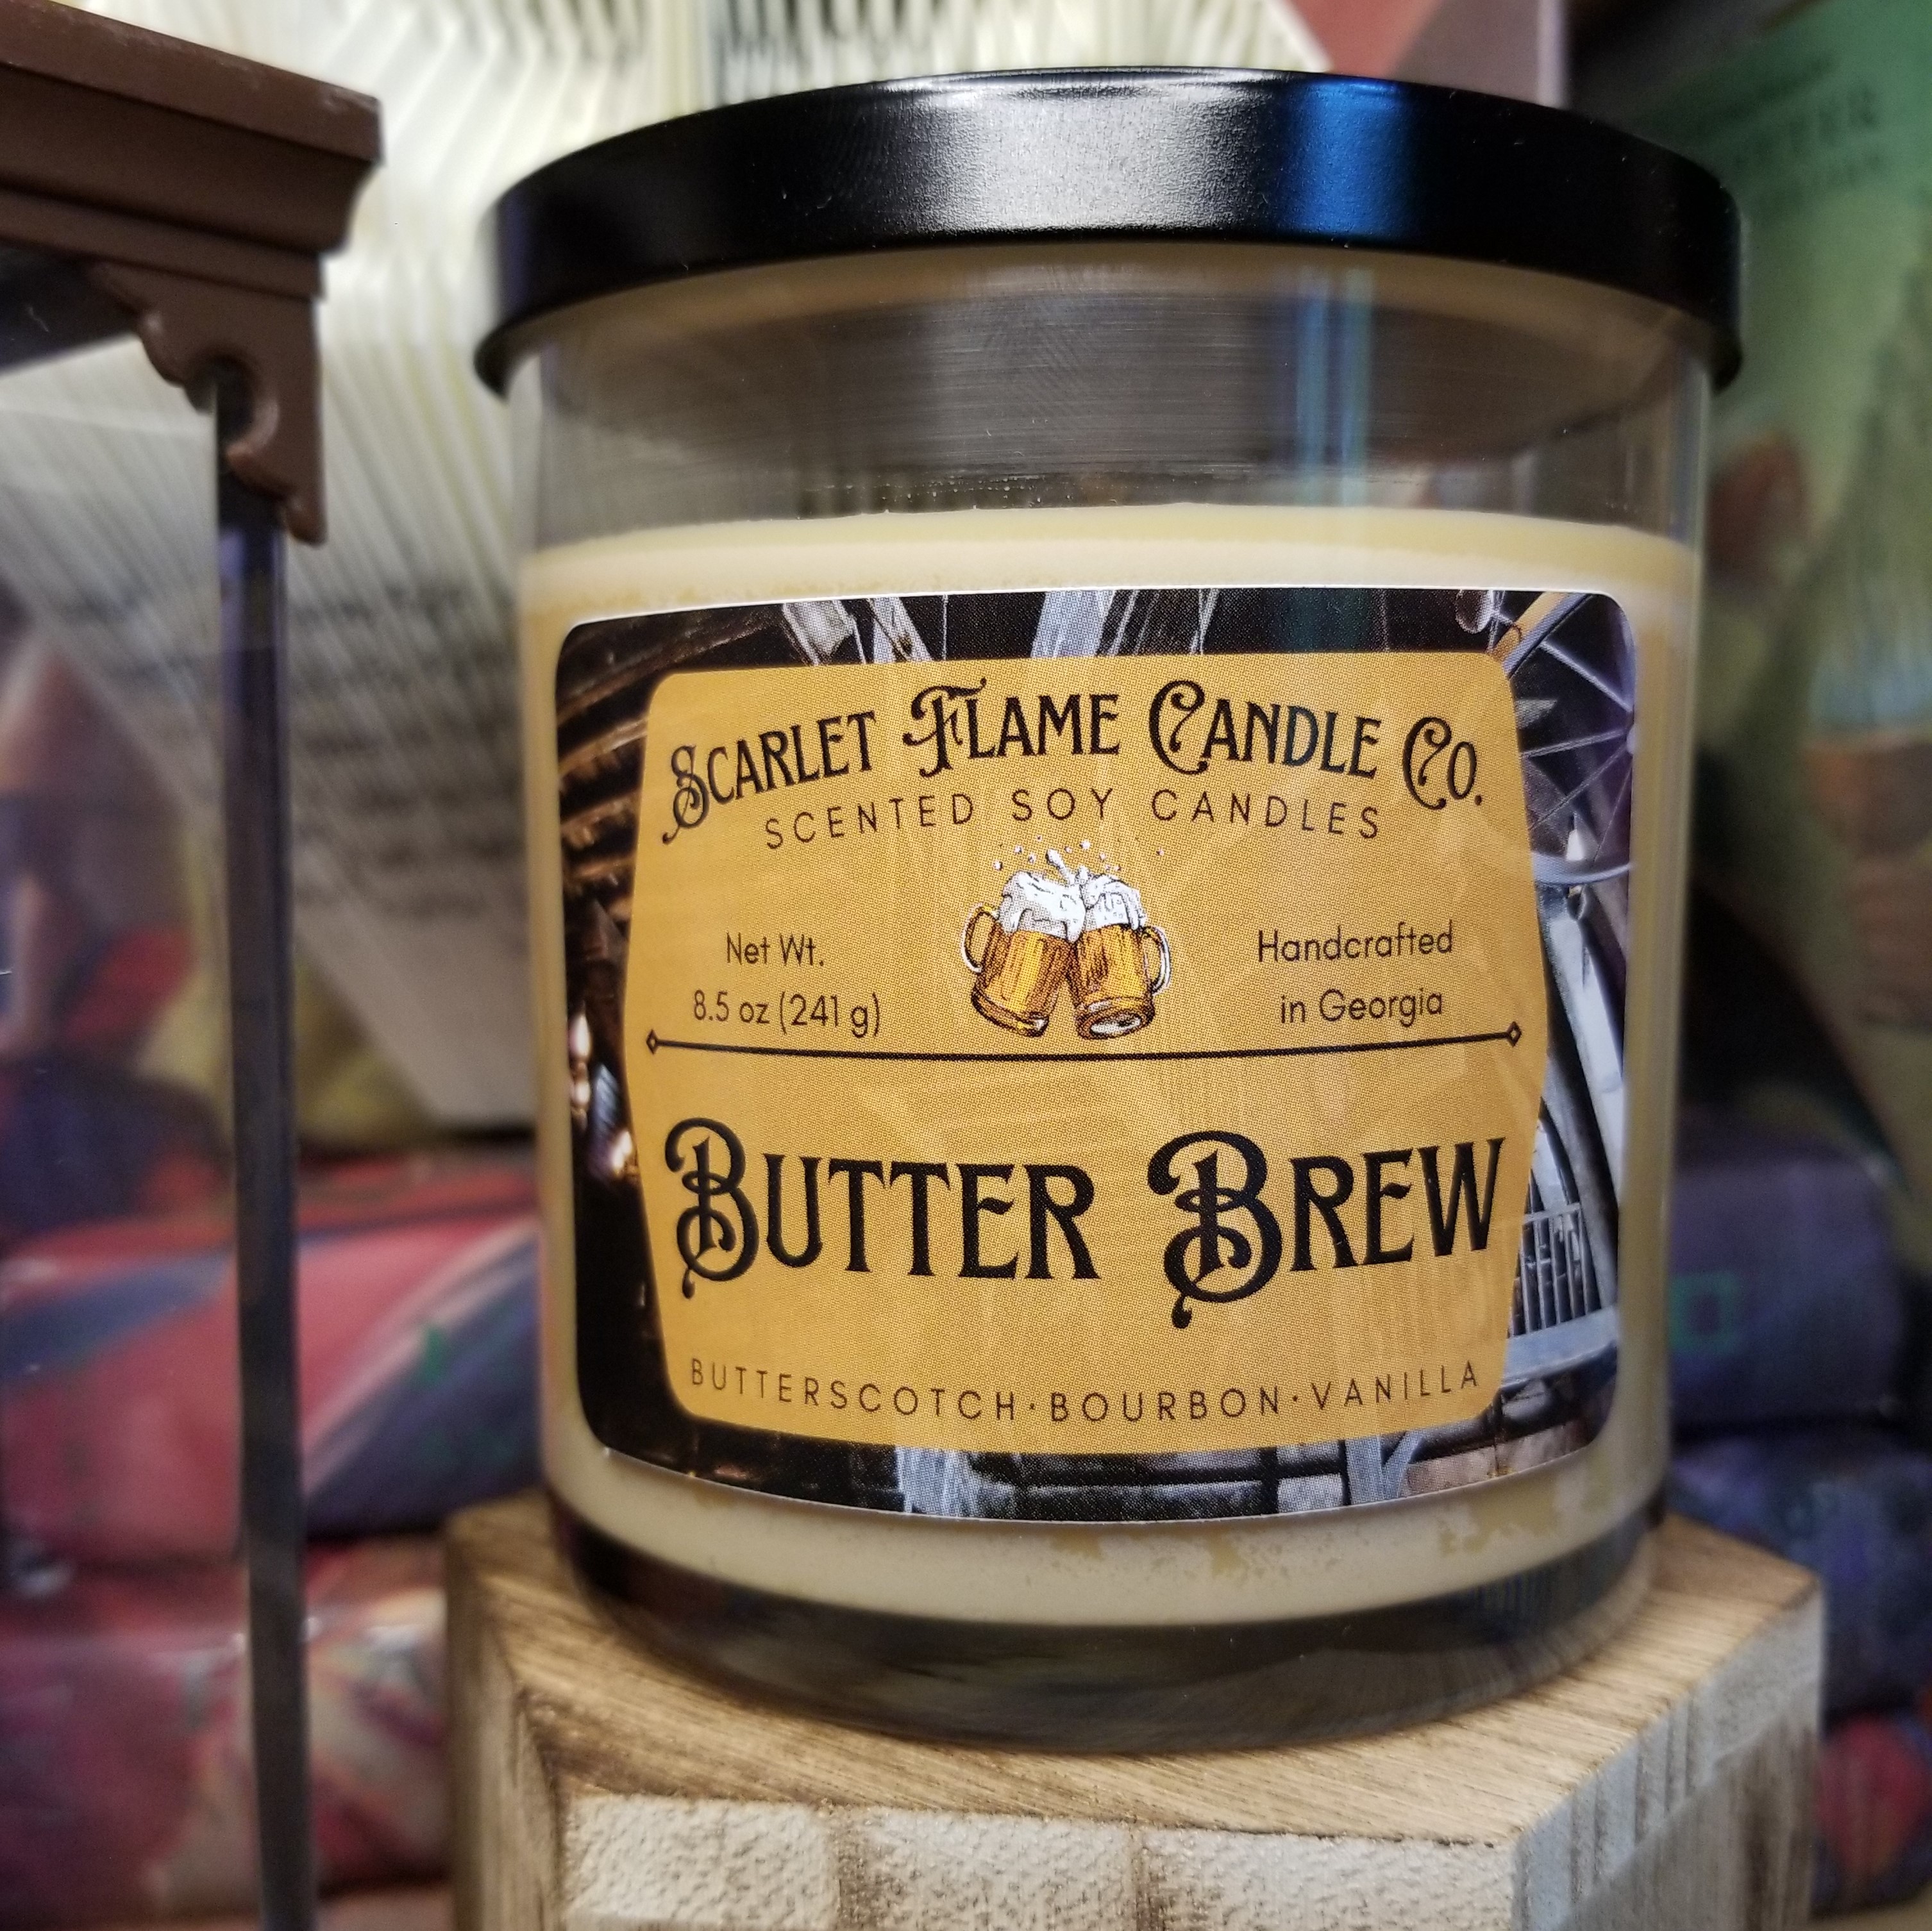 Scarlet Flame Candle Co.
SCENTED SOY CANDLES
Net Wt.
8.5 oz (241 g)
Handcrafted
in Georgia
Butter Brew
BUTTERSCOTCH·BOURBON·VANILLA